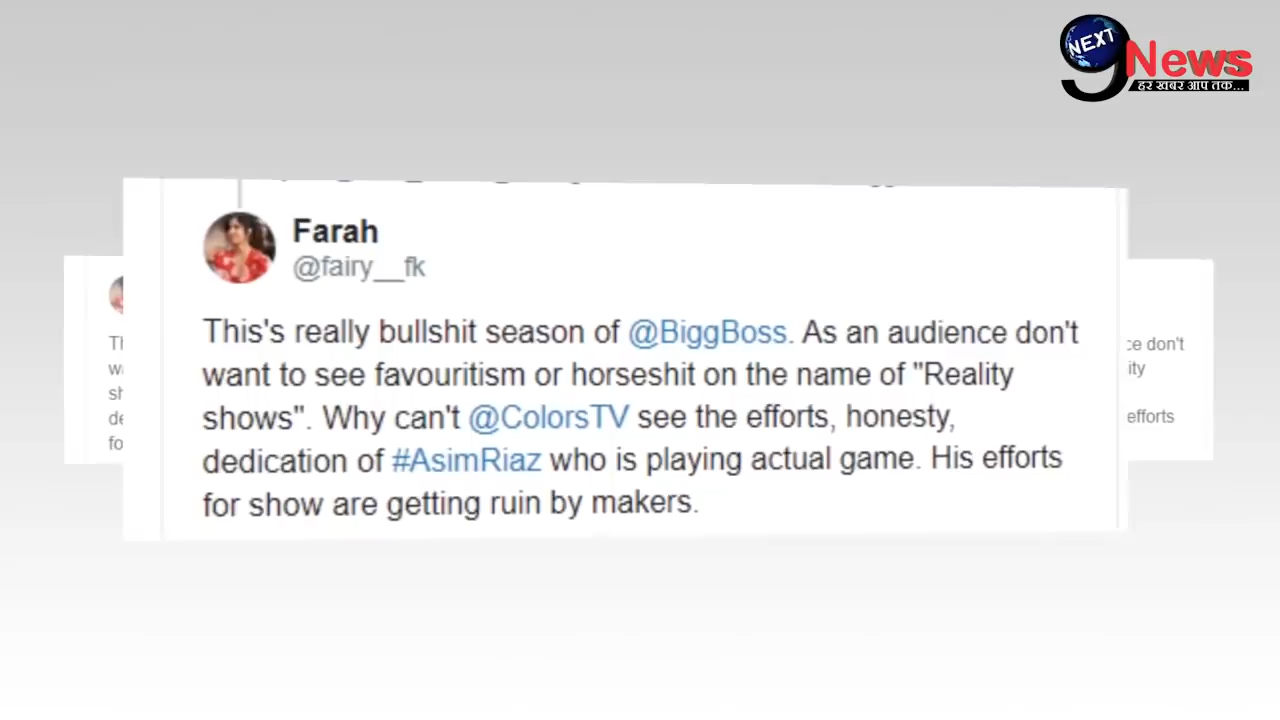 NEXT
9 News
हर खबर आप तक...
Farah
@fairy__fk
This's really bullshit season of @BiggBoss. As an audience don't
want to see favouritism or horseshit on the name of "Reality
shows". Why can't @ColorsTV see the efforts, honesty,
dedication of #AsimRiaz who is playing actual game. His efforts
for show are getting ruin by makers.
ce don't
ity
efforts